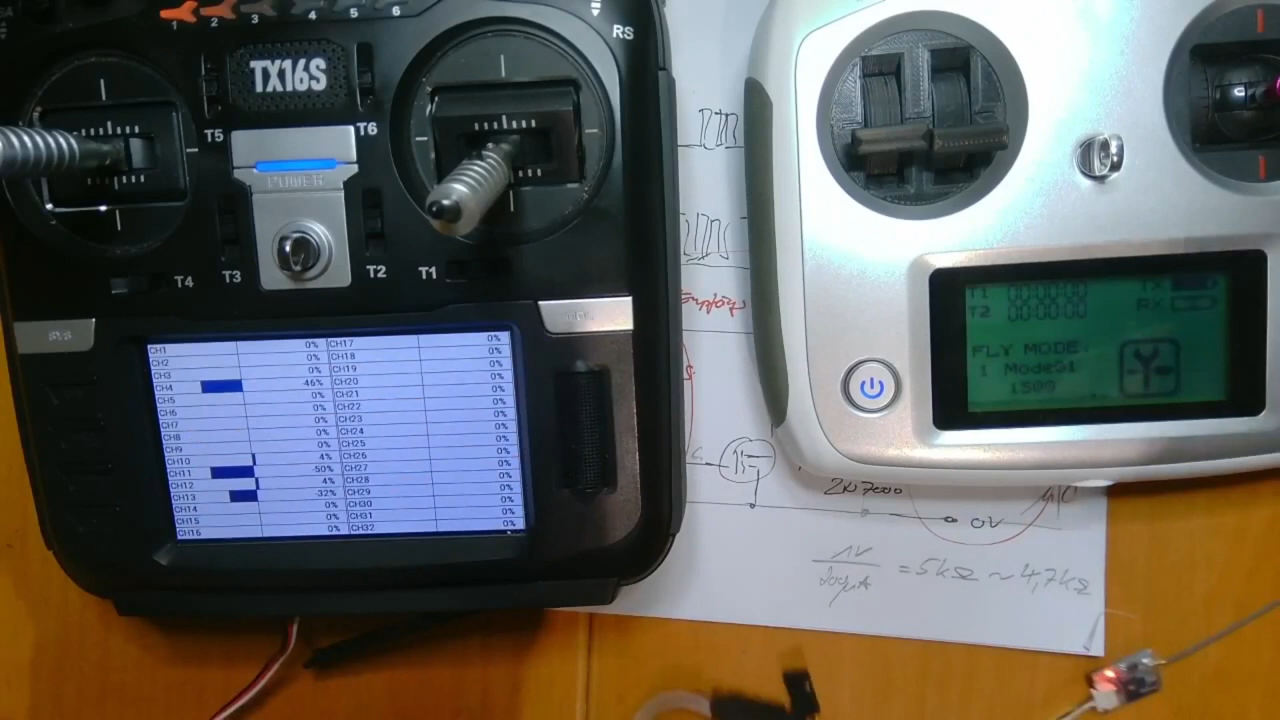 1 2 3 4 5 6
RS
TX16S
T5 T6
POWER
T4 T3 T2 T1
SYS
MDL
CH1 0% CH17 0%
CH2 0% CH18 0%
CH3 0% CH19 0%
CH4 -46% CH20 0%
CH5 0% CH21 0%
CH6 0% CH22 0%
CH7 0% CH23 0%
CH8 0% CH24 0%
CH9 0% CH25 0%
CH10 4% CH26 0%
CH11 -50% CH27 0%
CH12 4% CH28 0%
CH13 -32% CH29 0%
CH14 0% CH30 0%
CH15 0% CH31 0%
CH16 0% CH32 0%
T1 00:00:00 TX
T2 00:00:00 RX
FLY MODE
1 Mode01
1500
G
2N7000
0V
1V
= 5kΩ ~ 4,7kΩ